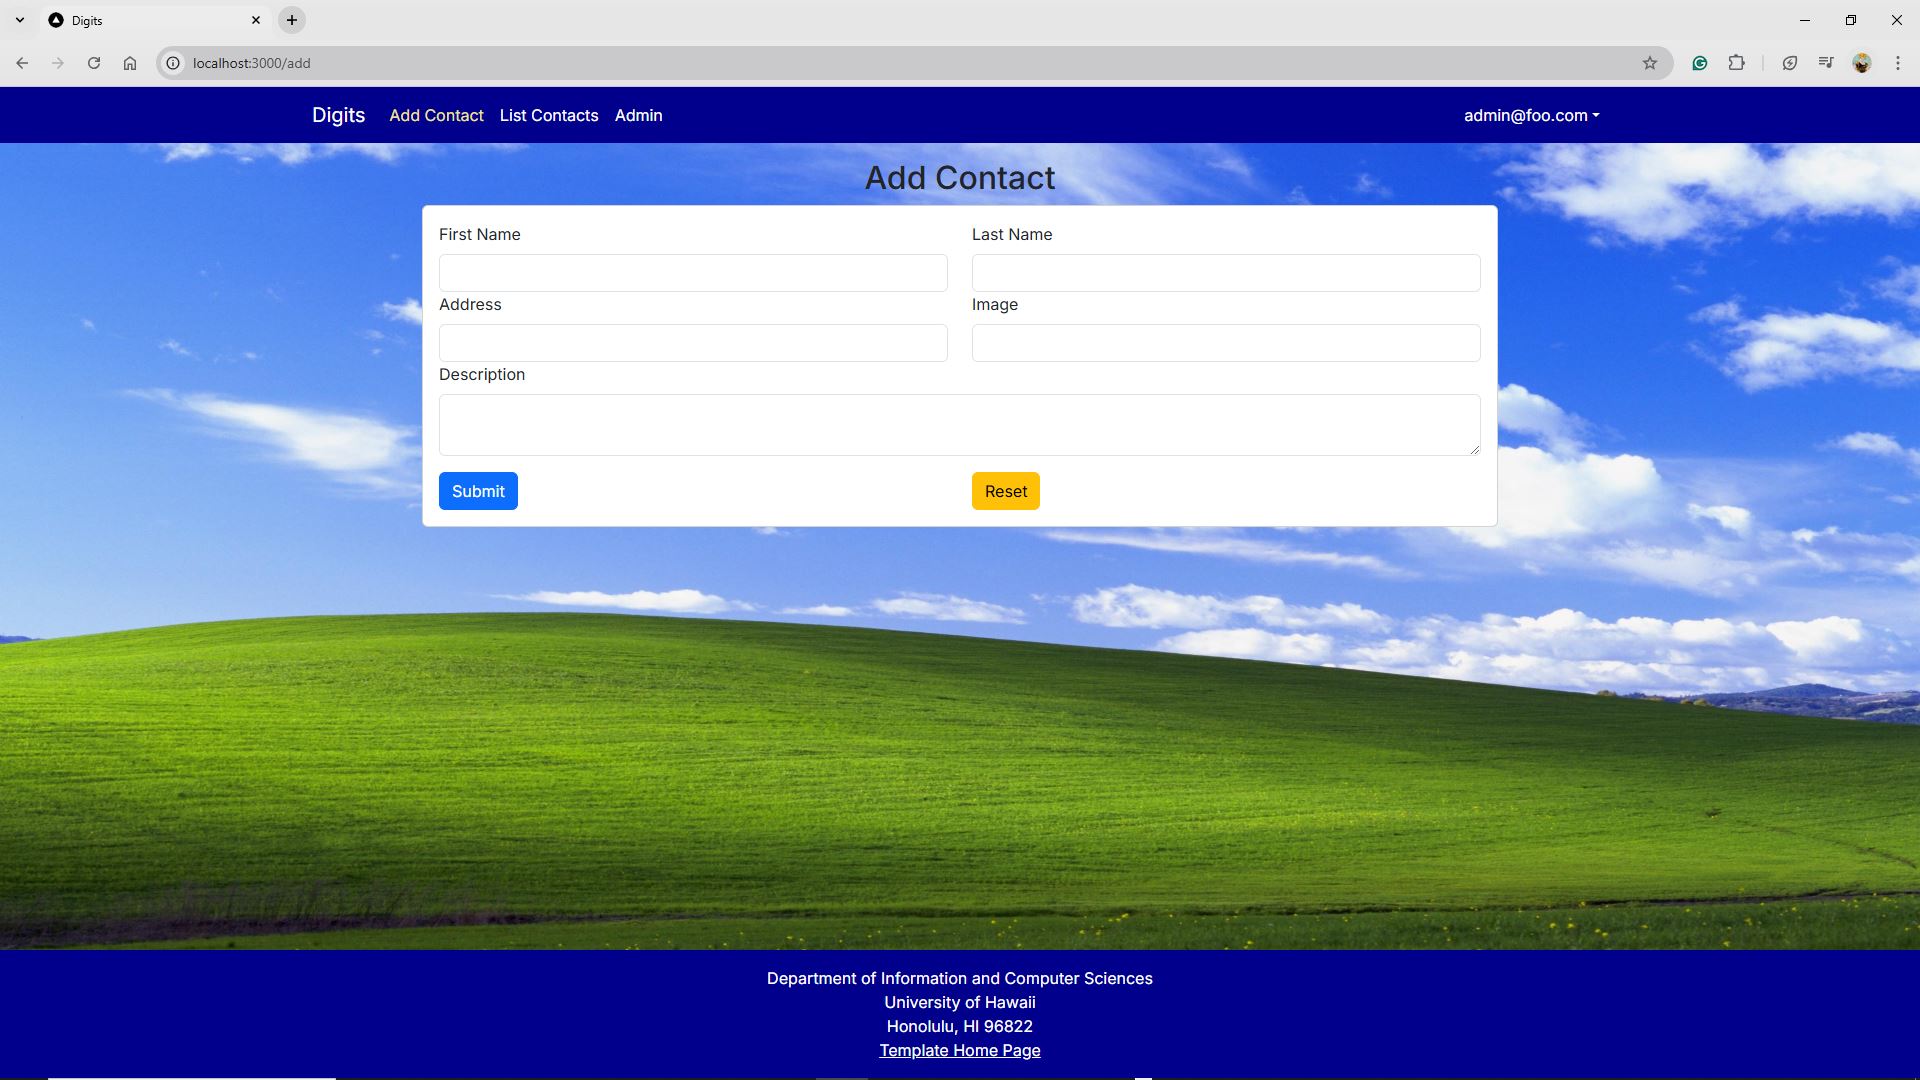 Digits
localhost:3000/add
Digits Add Contact List Contacts Admin admin@foo.com
Add Contact
First Name Last Name
Address Image
Description
Submit Reset
Department of Information and Computer Sciences
University of Hawaii
Honolulu, HI 96822
Template Home Page